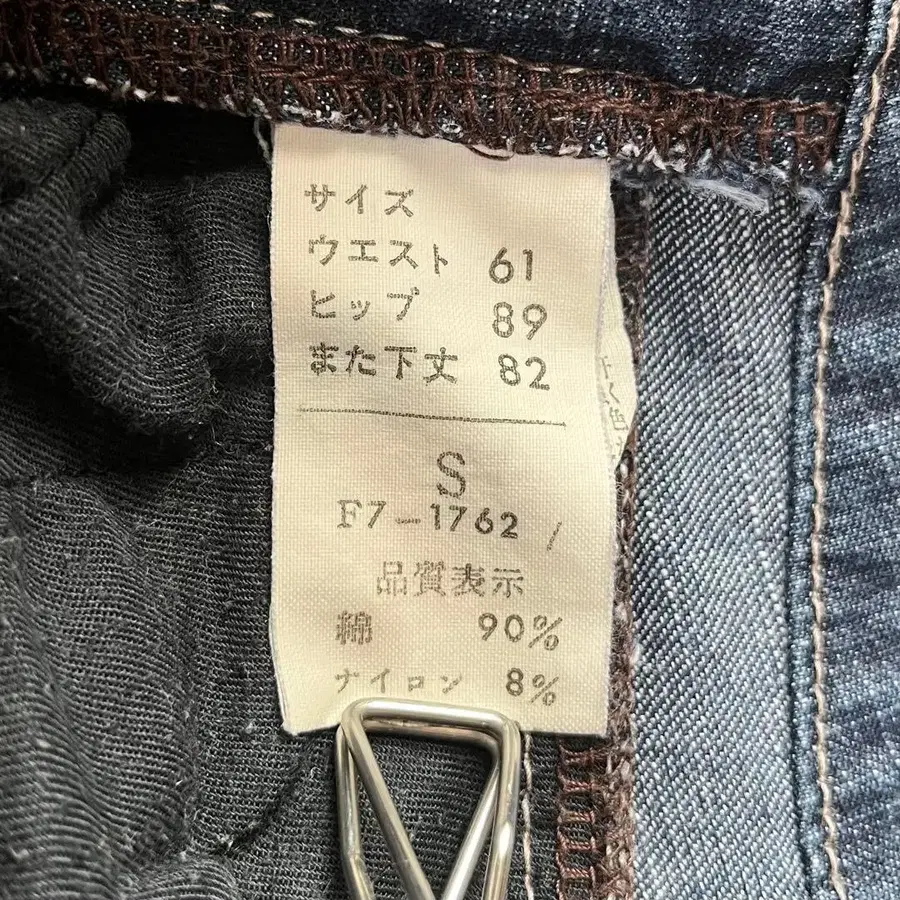 サイズ
ウエスト 61
ヒップ 89
また下丈 82
S
F7-1762 /
品質表示
綿 90%
ナイロン 8%